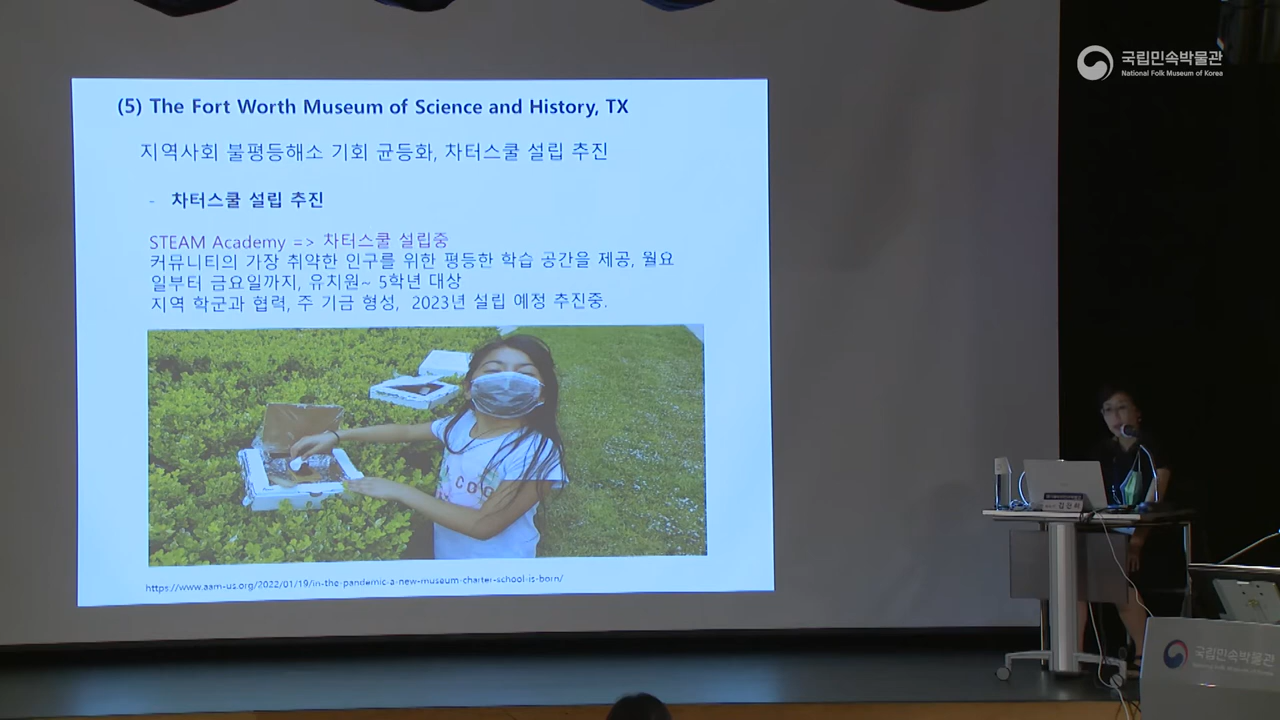 (5) The Fort Worth Museum of Science and History, TX
지역사회 불평등해소 기회 균등화, 차터스쿨 설립 추진
- 차터스쿨 설립 추진
STEAM Academy => 차터스쿨 설립중
커뮤니티의 가장 취약한 인구를 위한 평등한 학습 공간을 제공, 월요
일부터 금요일까지, 유치원~ 5학년 대상
지역 학군과 협력, 주 기금 형성, 2023년 설립 예정 추진중.
https://www.aam-us.org/2022/01/19/in-the-pandemic-a-new-museum-charter-school-is-born/
국립민속박물관
National Folk Museum of Korea
국립민속박물관